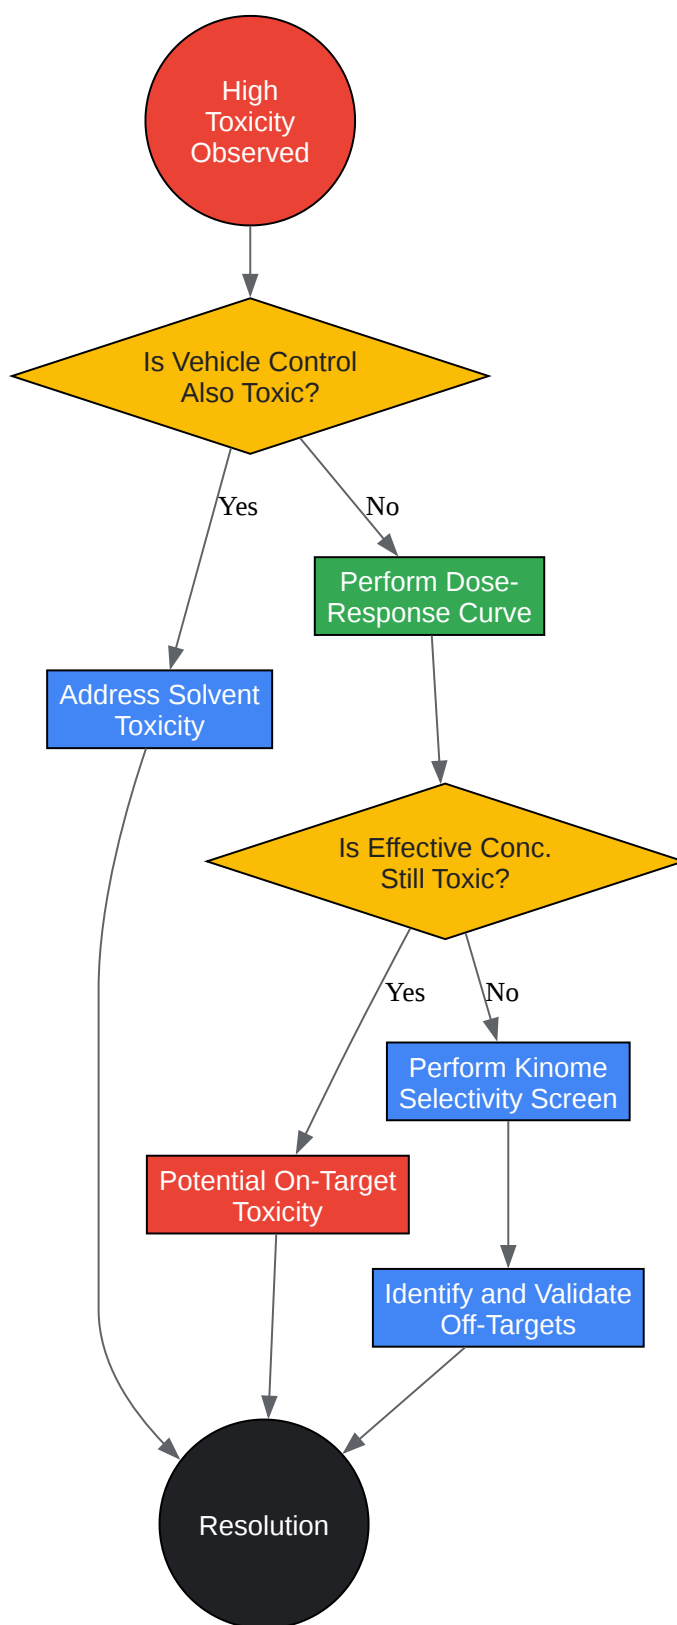 High
Toxicity
Observed
Is Vehicle Control
Also Toxic?
Yes
No
Perform Dose-
Response Curve
Address Solvent
Toxicity
Is Effective Conc.
Still Toxic?
Yes
No
Perform Kinome
Selectivity Screen
Potential On-Target
Toxicity
Identify and Validate
Off-Targets
Resolution